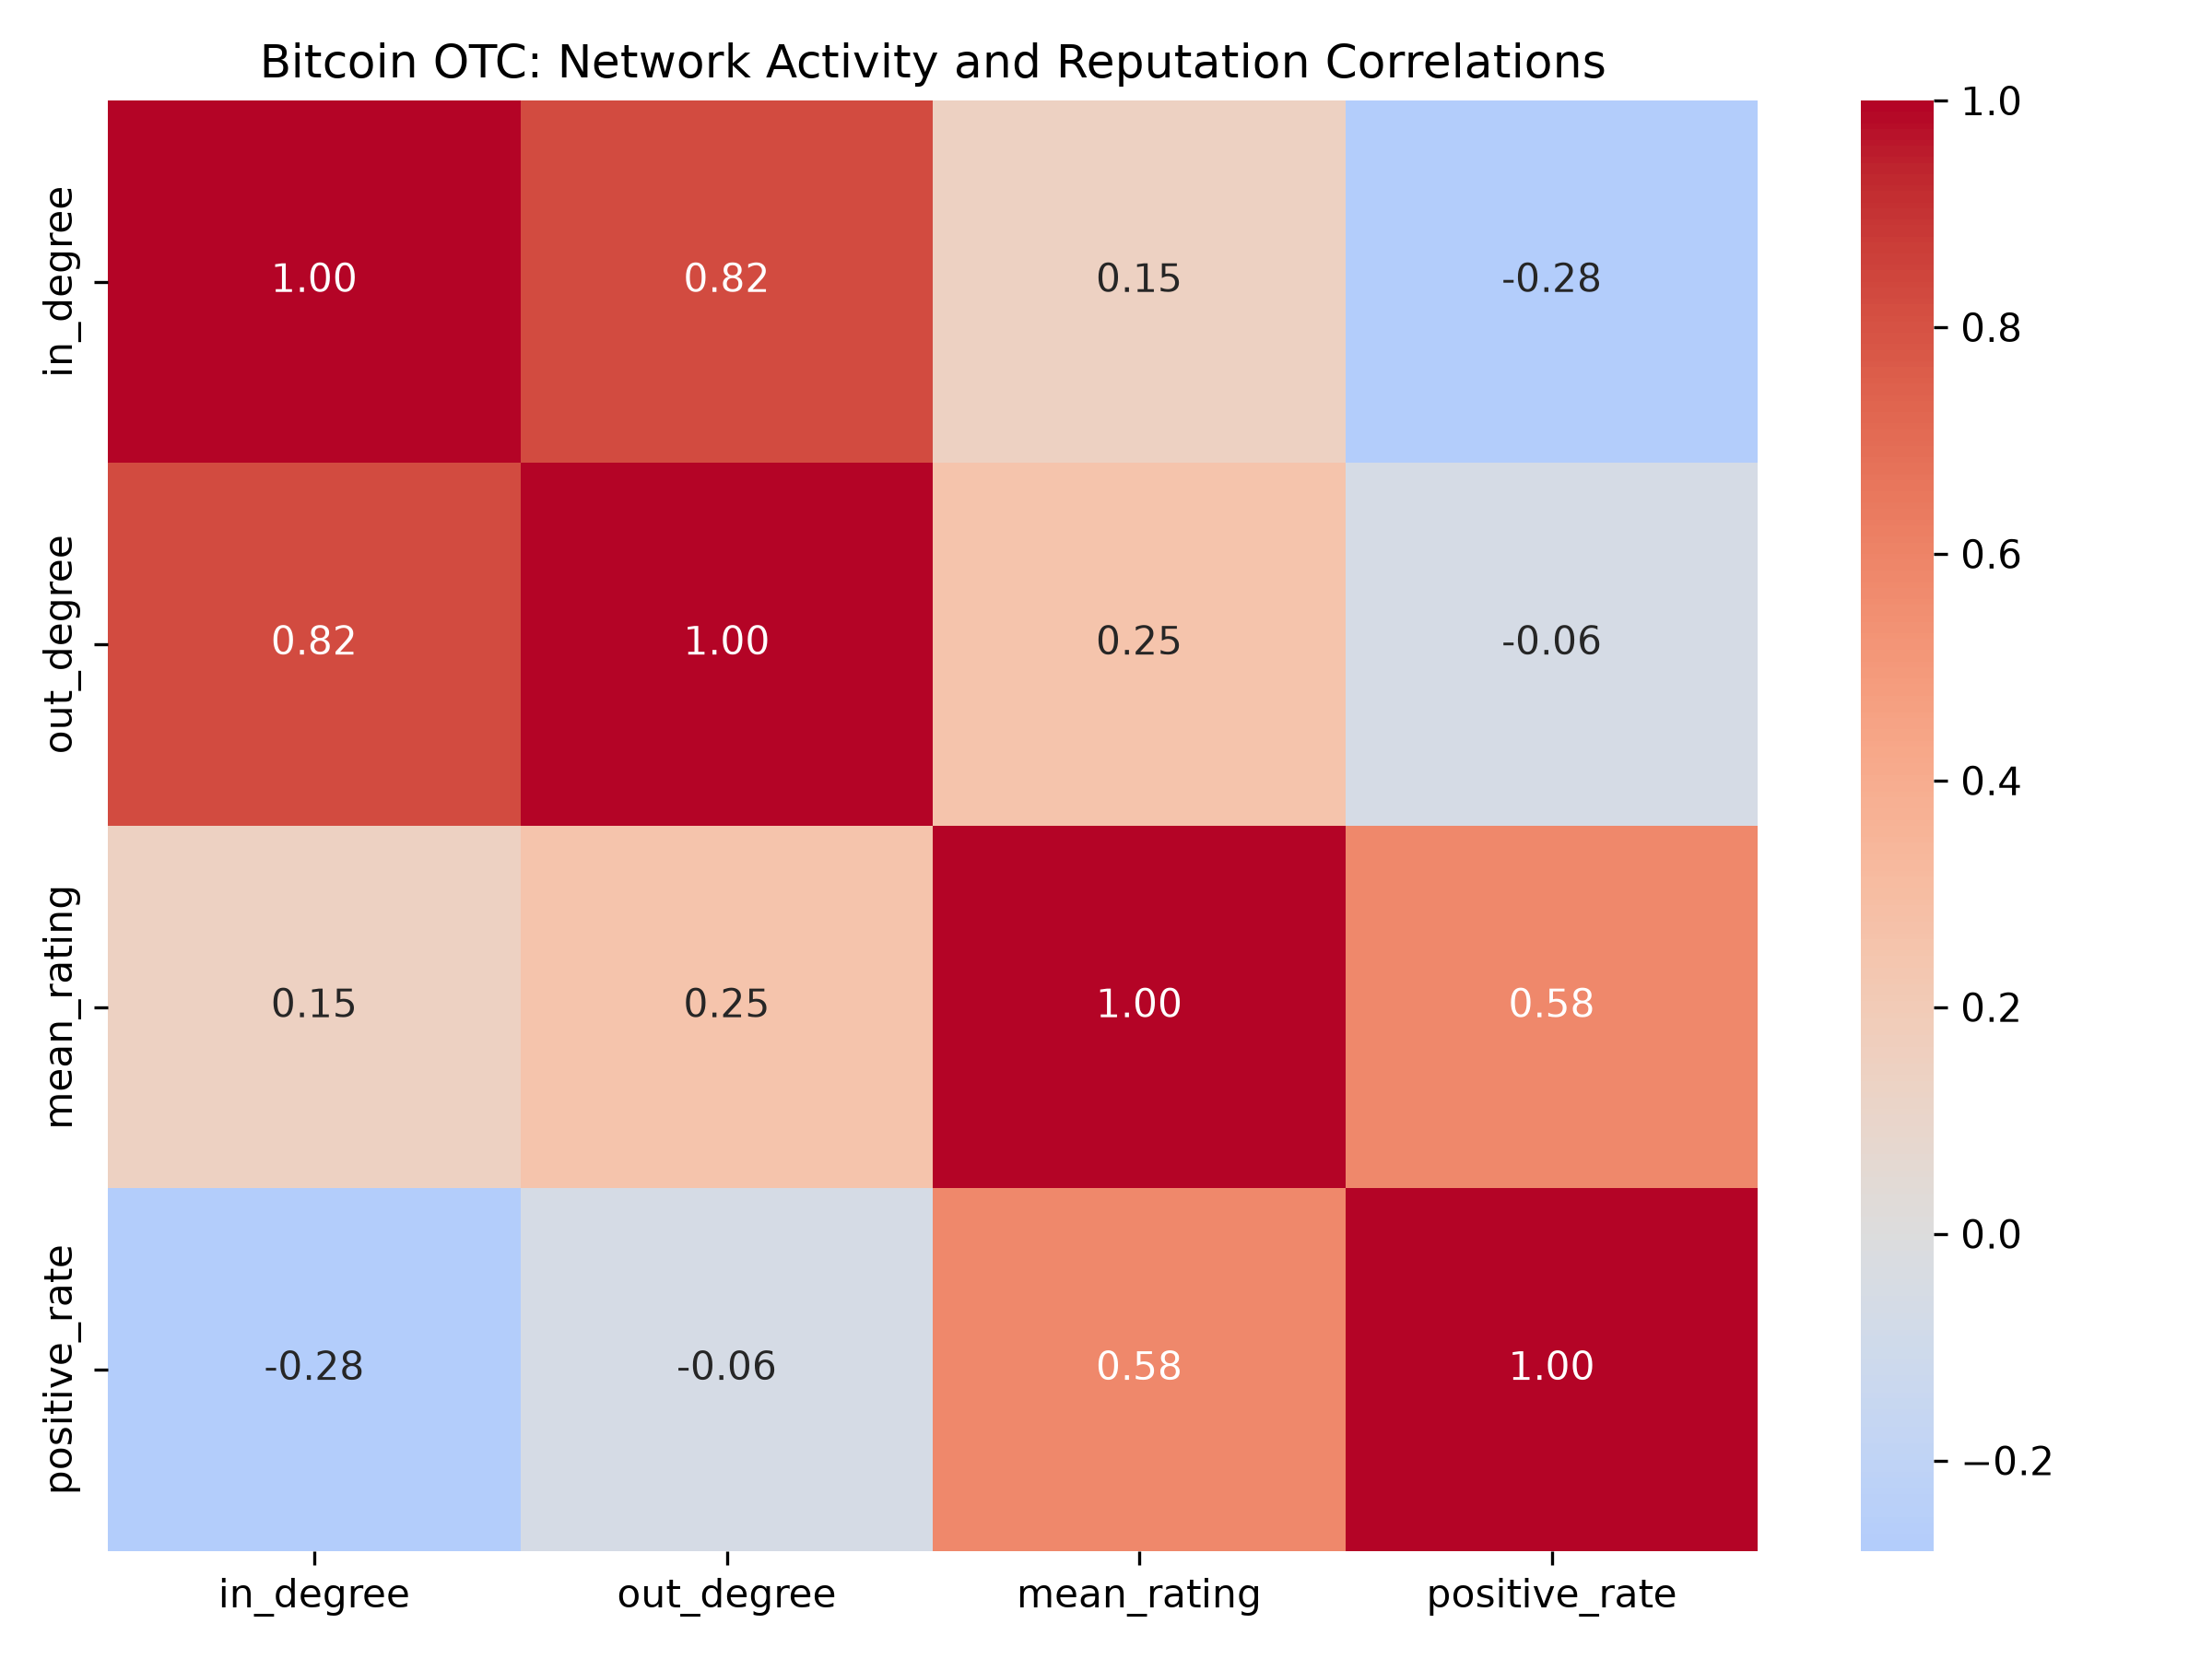 Bitcoin OTC: Network Activity and Reputation Correlations
in_degree
1.00 0.82 0.15 -0.28
out_degree
0.82 1.00 0.25 -0.06
mean_rating
0.15 0.25 1.00 0.58
positive_rate
-0.28 -0.06 0.58 1.00
in_degree out_degree mean_rating positive_rate
1.0
0.8
0.6
0.4
0.2
0.0
−0.2